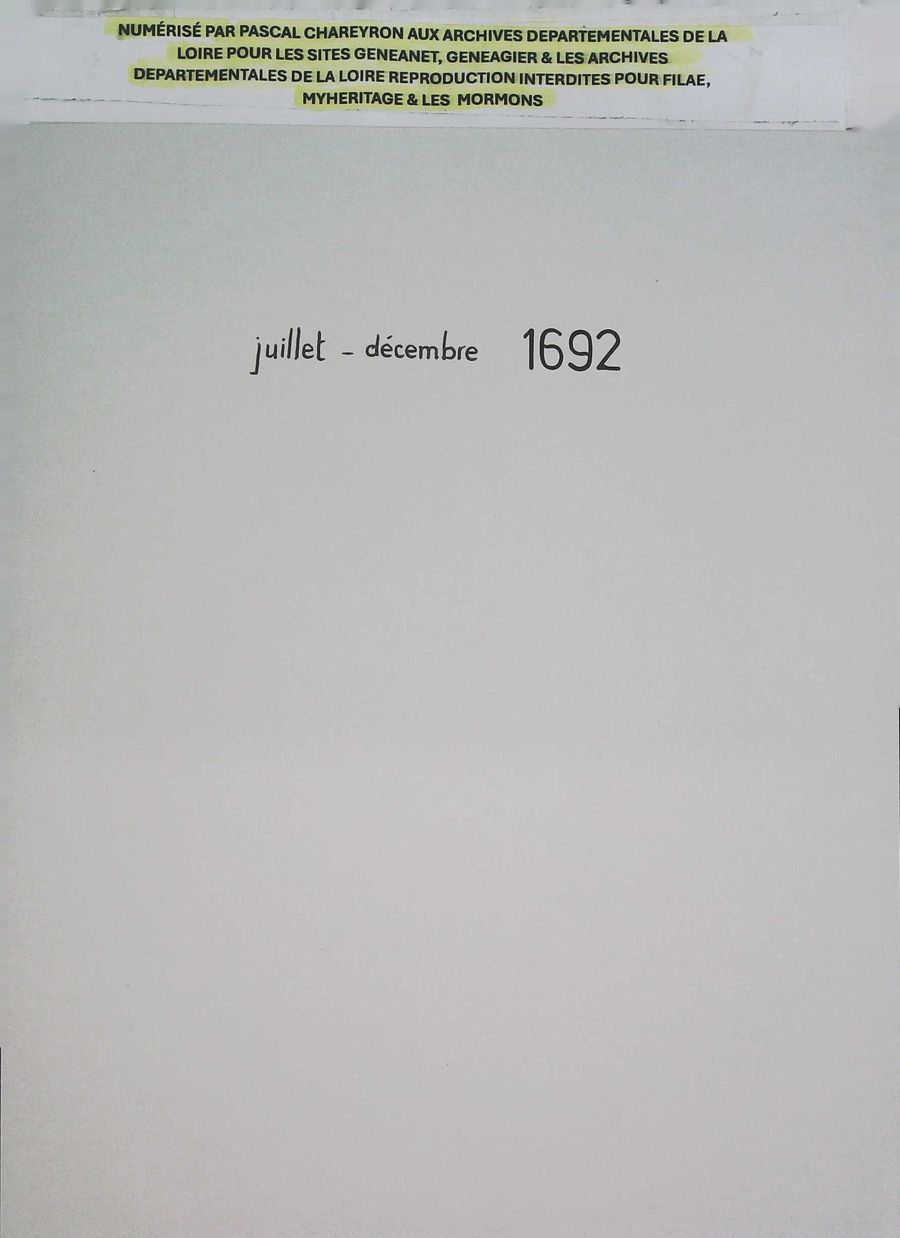 NUMÉRISÉ PAR PASCAL CHAREYRON AUX ARCHIVES DEPARTEMENTALES DE LA
LOIRE POUR LES SITES GENEANET, GENEAGIER & LES ARCHIVES
DEPARTEMENTALES DE LA LOIRE REPRODUCTION INTERDITES POUR FILAE,
MYHERITAGE & LES MORMONS
juillet - décembre 1692